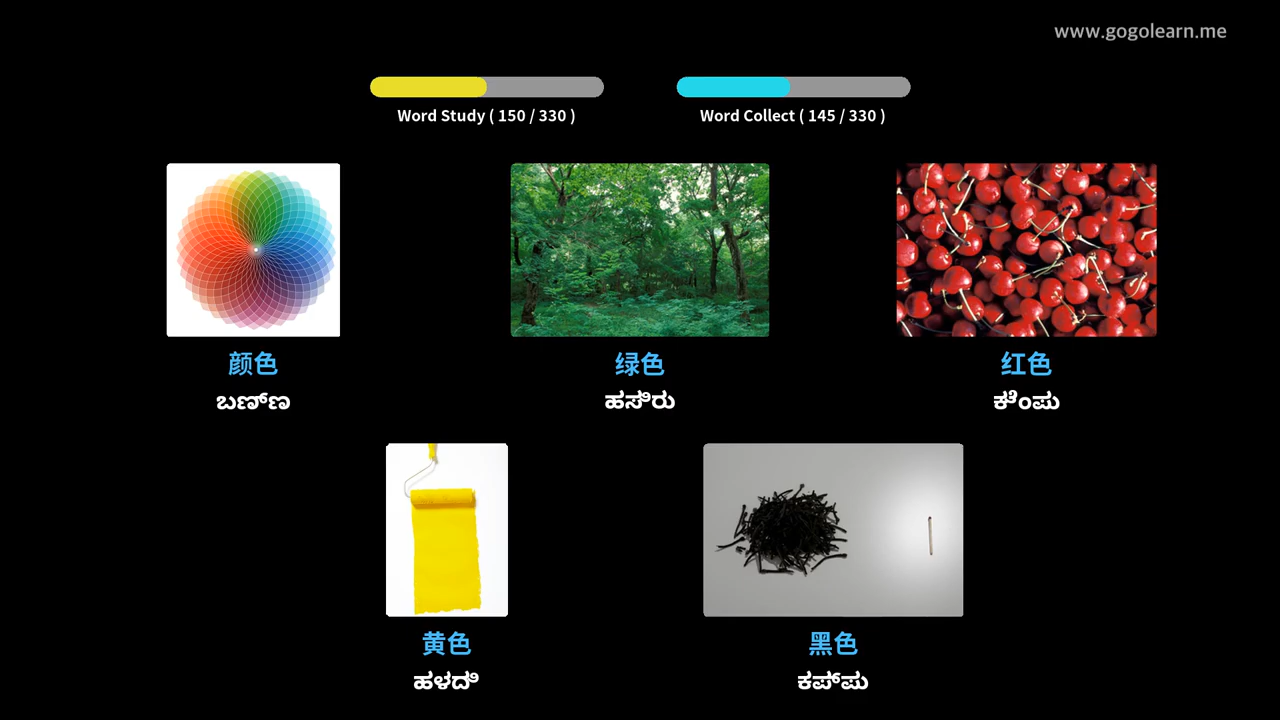 www.gogolearn.me
Word Study ( 150 / 330 )
Word Collect ( 145 / 330 )
颜色
ಬಣ್ಣ
绿色
ಹಸಿರು
红色
ಕೆಂಪು
黄色
ಹಳದಿ
黑色
ಕಪ್ಪು